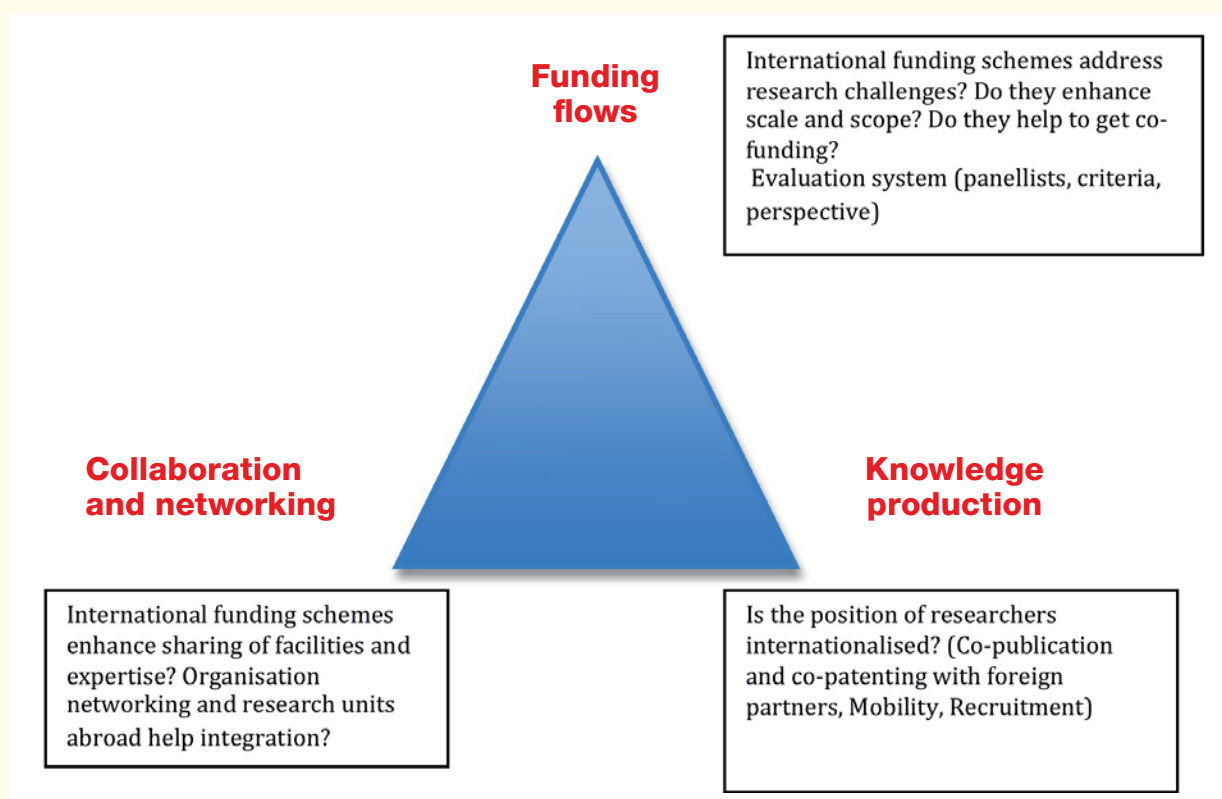 Funding
flows
International funding schemes address
research challenges? Do they enhance
scale and scope? Do they help to get co-
funding?
Evaluation system (panellists, criteria,
perspective)
Collaboration
and networking
Knowledge
production
International funding schemes
enhance sharing of facilities and
expertise? Organisation
networking and research units
abroad help integration?
Is the position of researchers
internationalised? (Co-publication
and co-patenting with foreign
partners, Mobility, Recruitment)